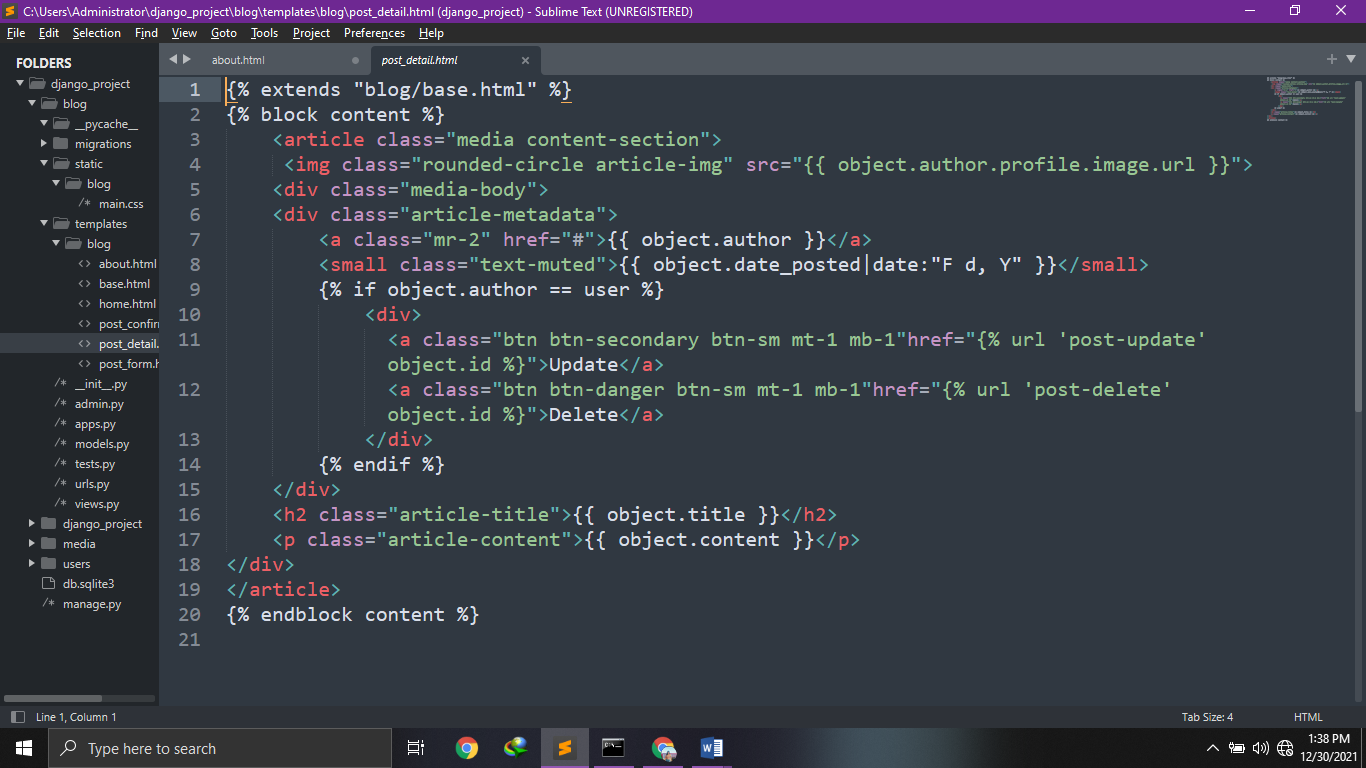 C:\Users\Administrator\django_project\blog\templates\blog\post_detail.html (django_project) - Sublime Text (UNREGISTERED)
File Edit Selection Find View Goto Tools Project Preferences Help
FOLDERS
django_project
blog
__pycache__
migrations
static
blog
/* main.css
templates
blog
<> about.html
<> base.html
<> home.html
<> post_confirm
<> post_detail.
<> post_form.h
/* __init__.py
/* admin.py
/* apps.py
/* models.py
/* tests.py
/* urls.py
/* views.py
django_project
media
users
db.sqlite3
/* manage.py
about.html post_detail.html
1 {% extends "blog/base.html" %}
2 {% block content %}
3 <article class="media content-section">
4 <img class="rounded-circle article-img" src="{{ object.author.profile.image.url }}">
5 <div class="media-body">
6 <div class="article-metadata">
7 <a class="mr-2" href="#">{{ object.author }}</a>
8 <small class="text-muted">{{ object.date_posted|date:"F d, Y" }}</small>
9 {% if object.author == user %}
10 <div>
11 <a class="btn btn-secondary btn-sm mt-1 mb-1"href="{% url 'post-update'
object.id %}">Update</a>
12 <a class="btn btn-danger btn-sm mt-1 mb-1"href="{% url 'post-delete'
object.id %}">Delete</a>
13 </div>
14 {% endif %}
15 </div>
16 <h2 class="article-title">{{ object.title }}</h2>
17 <p class="article-content">{{ object.content }}</p>
18 </div>
19 </article>
20 {% endblock content %}
21
Line 1, Column 1 Tab Size: 4 HTML
Type here to search
1:38 PM
12/30/2021